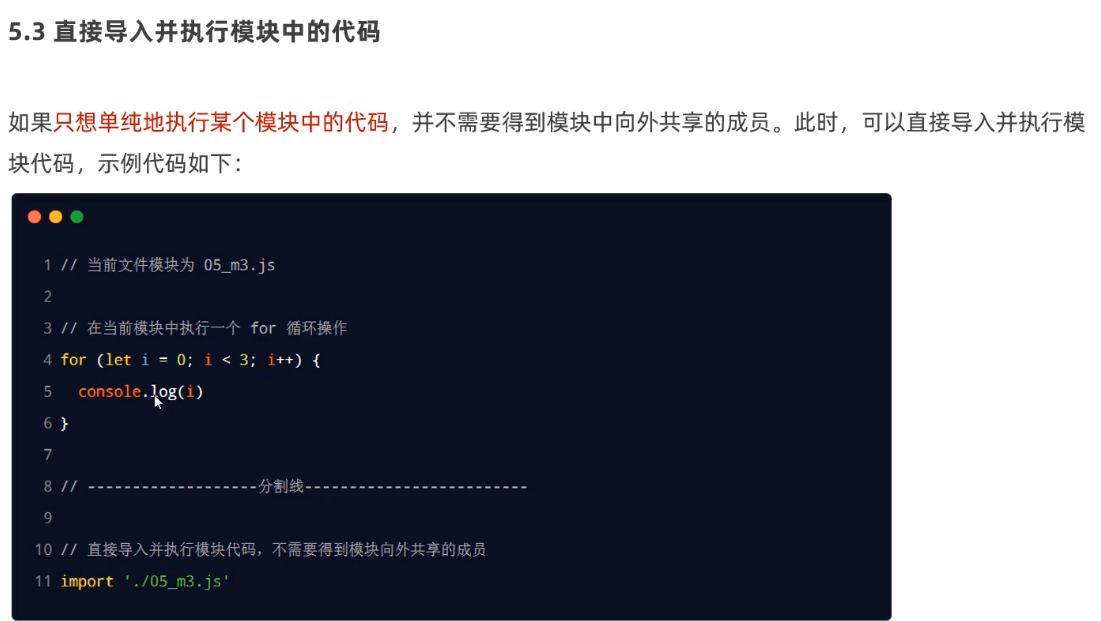 5.3 直接导入并执行模块中的代码
如果只想单纯地执行某个模块中的代码，并不需要得到模块中向外共享的成员。此时，可以直接导入并执行模
块代码，示例代码如下：
1 // 当前文件模块为 05_m3.js
2
3 // 在当前模块中执行一个 for 循环操作
4 for (let i = 0; i < 3; i++) {
5   console.log(i)
6 }
7
8 // -------------------分割线-------------------------
9
10 // 直接导入并执行模块代码，不需要得到模块向外共享的成员
11 import './05_m3.js'